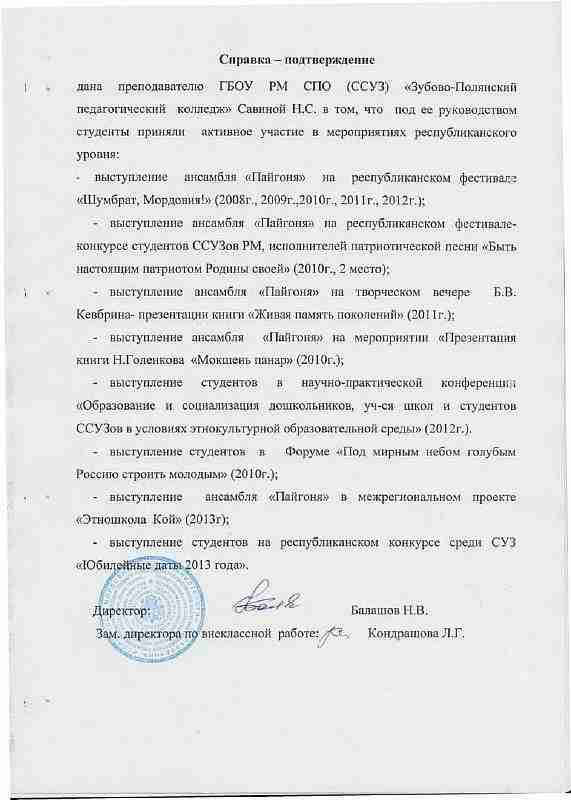 Справка – подтверждение
дана преподавателю ГБОУ РМ СПО (ССУЗ) «Зубово-Полянский
педагогический колледж» Савиной Н.С. в том, что под ее руководством
студенты приняли активное участие в мероприятиях республиканского
уровня:
- выступление ансамбля «Пайгоня» на республиканском фестивале
«Шумбрат, Мордовия!» (2008г., 2009г.,2010г., 2011г., 2012г.);
- выступление ансамбля «Пайгоня» на республиканском фестивале-
конкурсе студентов ССУЗов РМ, исполнителей патриотической песни «Быть
настоящим патриотом Родины своей» (2010г., 2 место);
- выступление ансамбля «Пайгоня» на творческом вечере Б.В.
Кевбрина- презентации книги «Живая память поколений» (2011г.);
- выступление ансамбля «Пайгоня» на мероприятии «Презентация
книги Н.Голенкова «Мокшень панар» (2010г.);
- выступление студентов в научно-практической конференции
«Образование и социализация дошкольников, уч-ся школ и студентов
ССУЗов в условиях этнокультурной образовательной среды» (2012г.).
- выступление студентов в Форуме «Под мирным небом голубым
Россию строить молодым» (2010г.);
- выступление ансамбля «Пайгоня» в межрегиональном проекте
«Этношкола Кой» (2013г);
- выступление студентов на республиканском конкурсе среди СУЗ
«Юбилейные даты 2013 года».
Директор: Балашов Н.В.
Зам. директора по внеклассной работе: Кондрашова Л.Г.